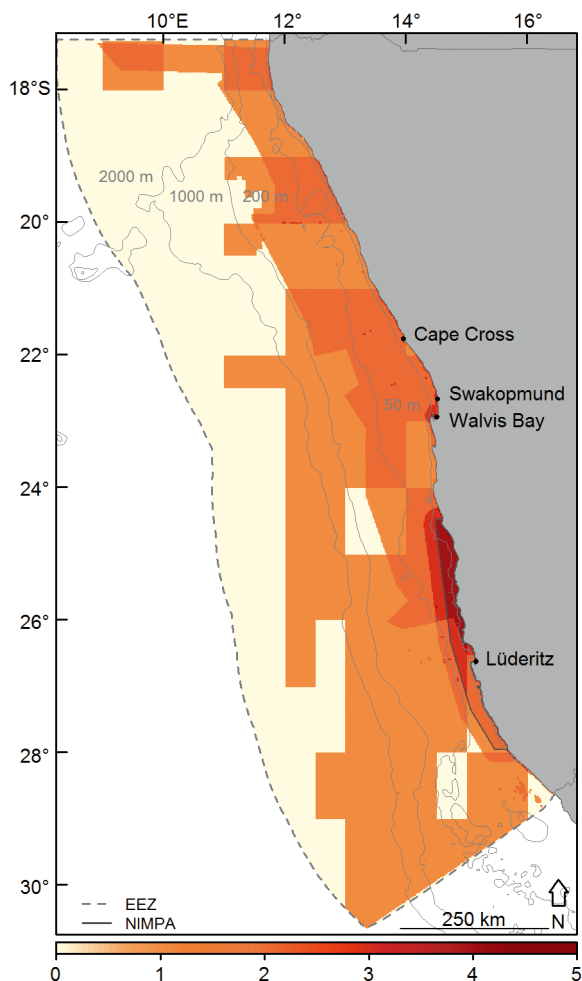 10°E 12° 14° 16°
18°S
2000 m
1000 m 200 m
20°
Cape Cross
22°
50 m
Swakopmund
Walvis Bay
24°
26°
Lüderitz
28°
30°
EEZ
NIMPA
250 km
N
0 1 2 3 4 5